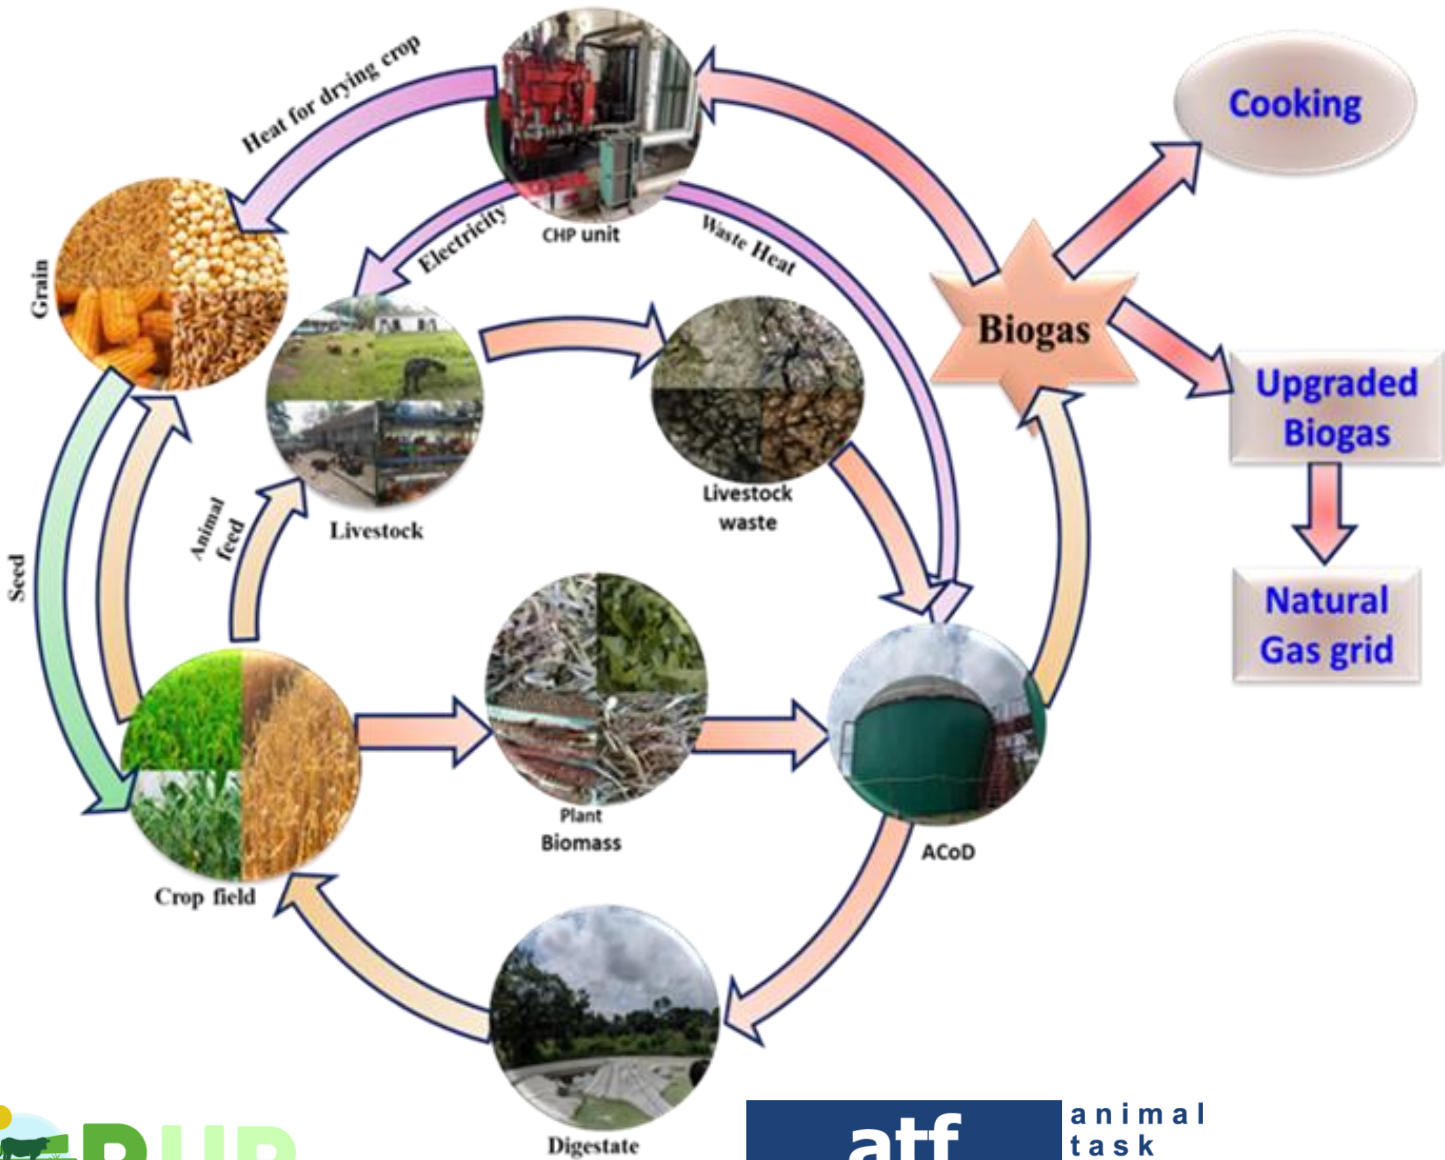 Heat for drying crop
Cooking
CHP unit
Electricity
Waste Heat
Grain
Biogas
Upgraded
Biogas
Livestock
waste
Livestock
Animal
feed
Seed
Natural
Gas grid
Plant
Biomass
ACoD
Crop field
Digestate
atf
animal
task